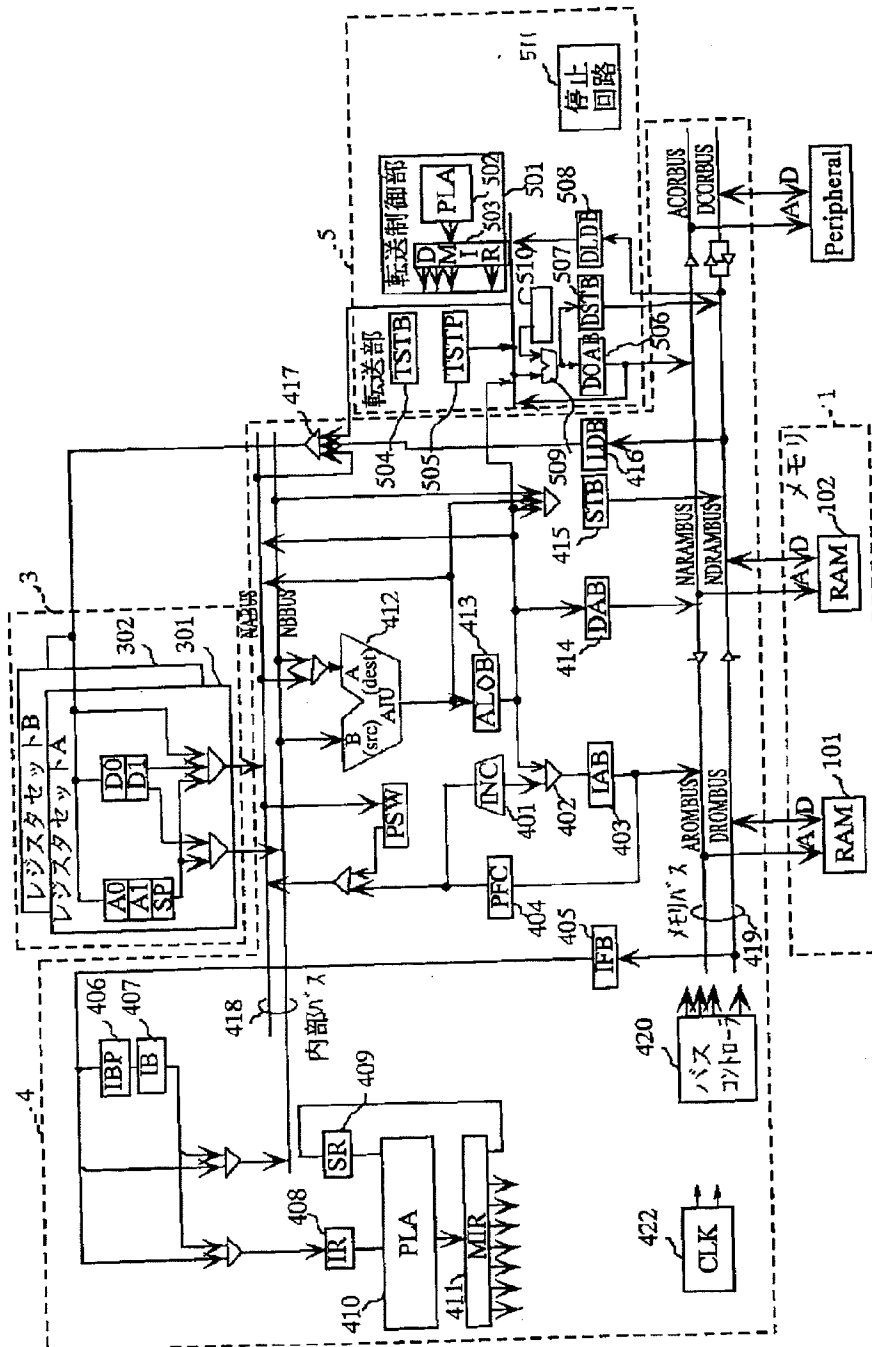 4
IBP
406
IB
407
418
内部バス
IR
408
SR
409
PLA
410
MIR
411
CLK
422
バス
コントローラ
420
3
レジスタセットB
302
レジスタセットA
301
A0
A1
SP
D0
D1
NABUS
NBBUS
PSW
B
(src)
A
(dest)
412
ALOB
413
INC
401
402
IAB
403
PFC
404
IFB
405
DAB
414
STB
415
LDB
416
417
メモリバス
419
AROMBUS
DROMBUS
NARAMBUS
NDRAMBUS
ACORBUS
DCORBUS
メモリ
1
A
D
RAM
101
A
D
RAM
102
A
D
Peripheral
5
転送部
転送制御部
PLA
502
503
501
D
M
I
R
TSTB
504
TSTP
505
510
509
DOAB
506
DSTB
507
DLDB
508
停止
回路
511